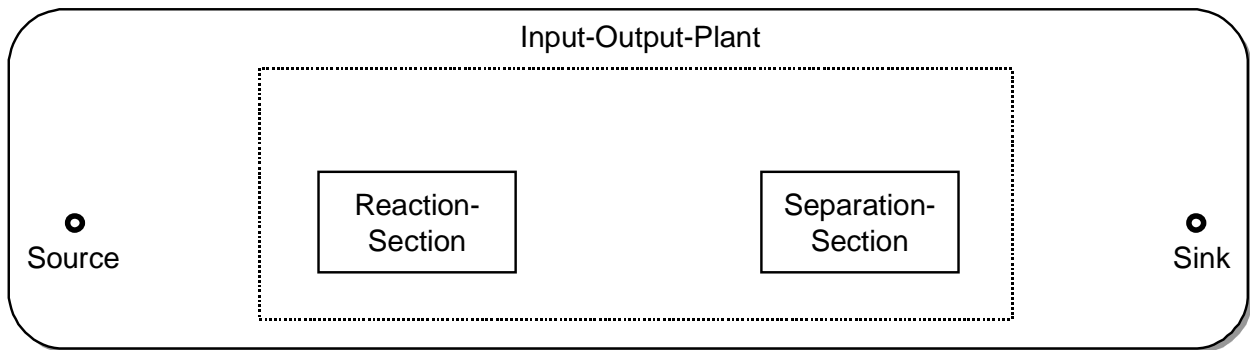 Input-Output-Plant
Reaction-
Section
Separation-
Section
Source
Sink